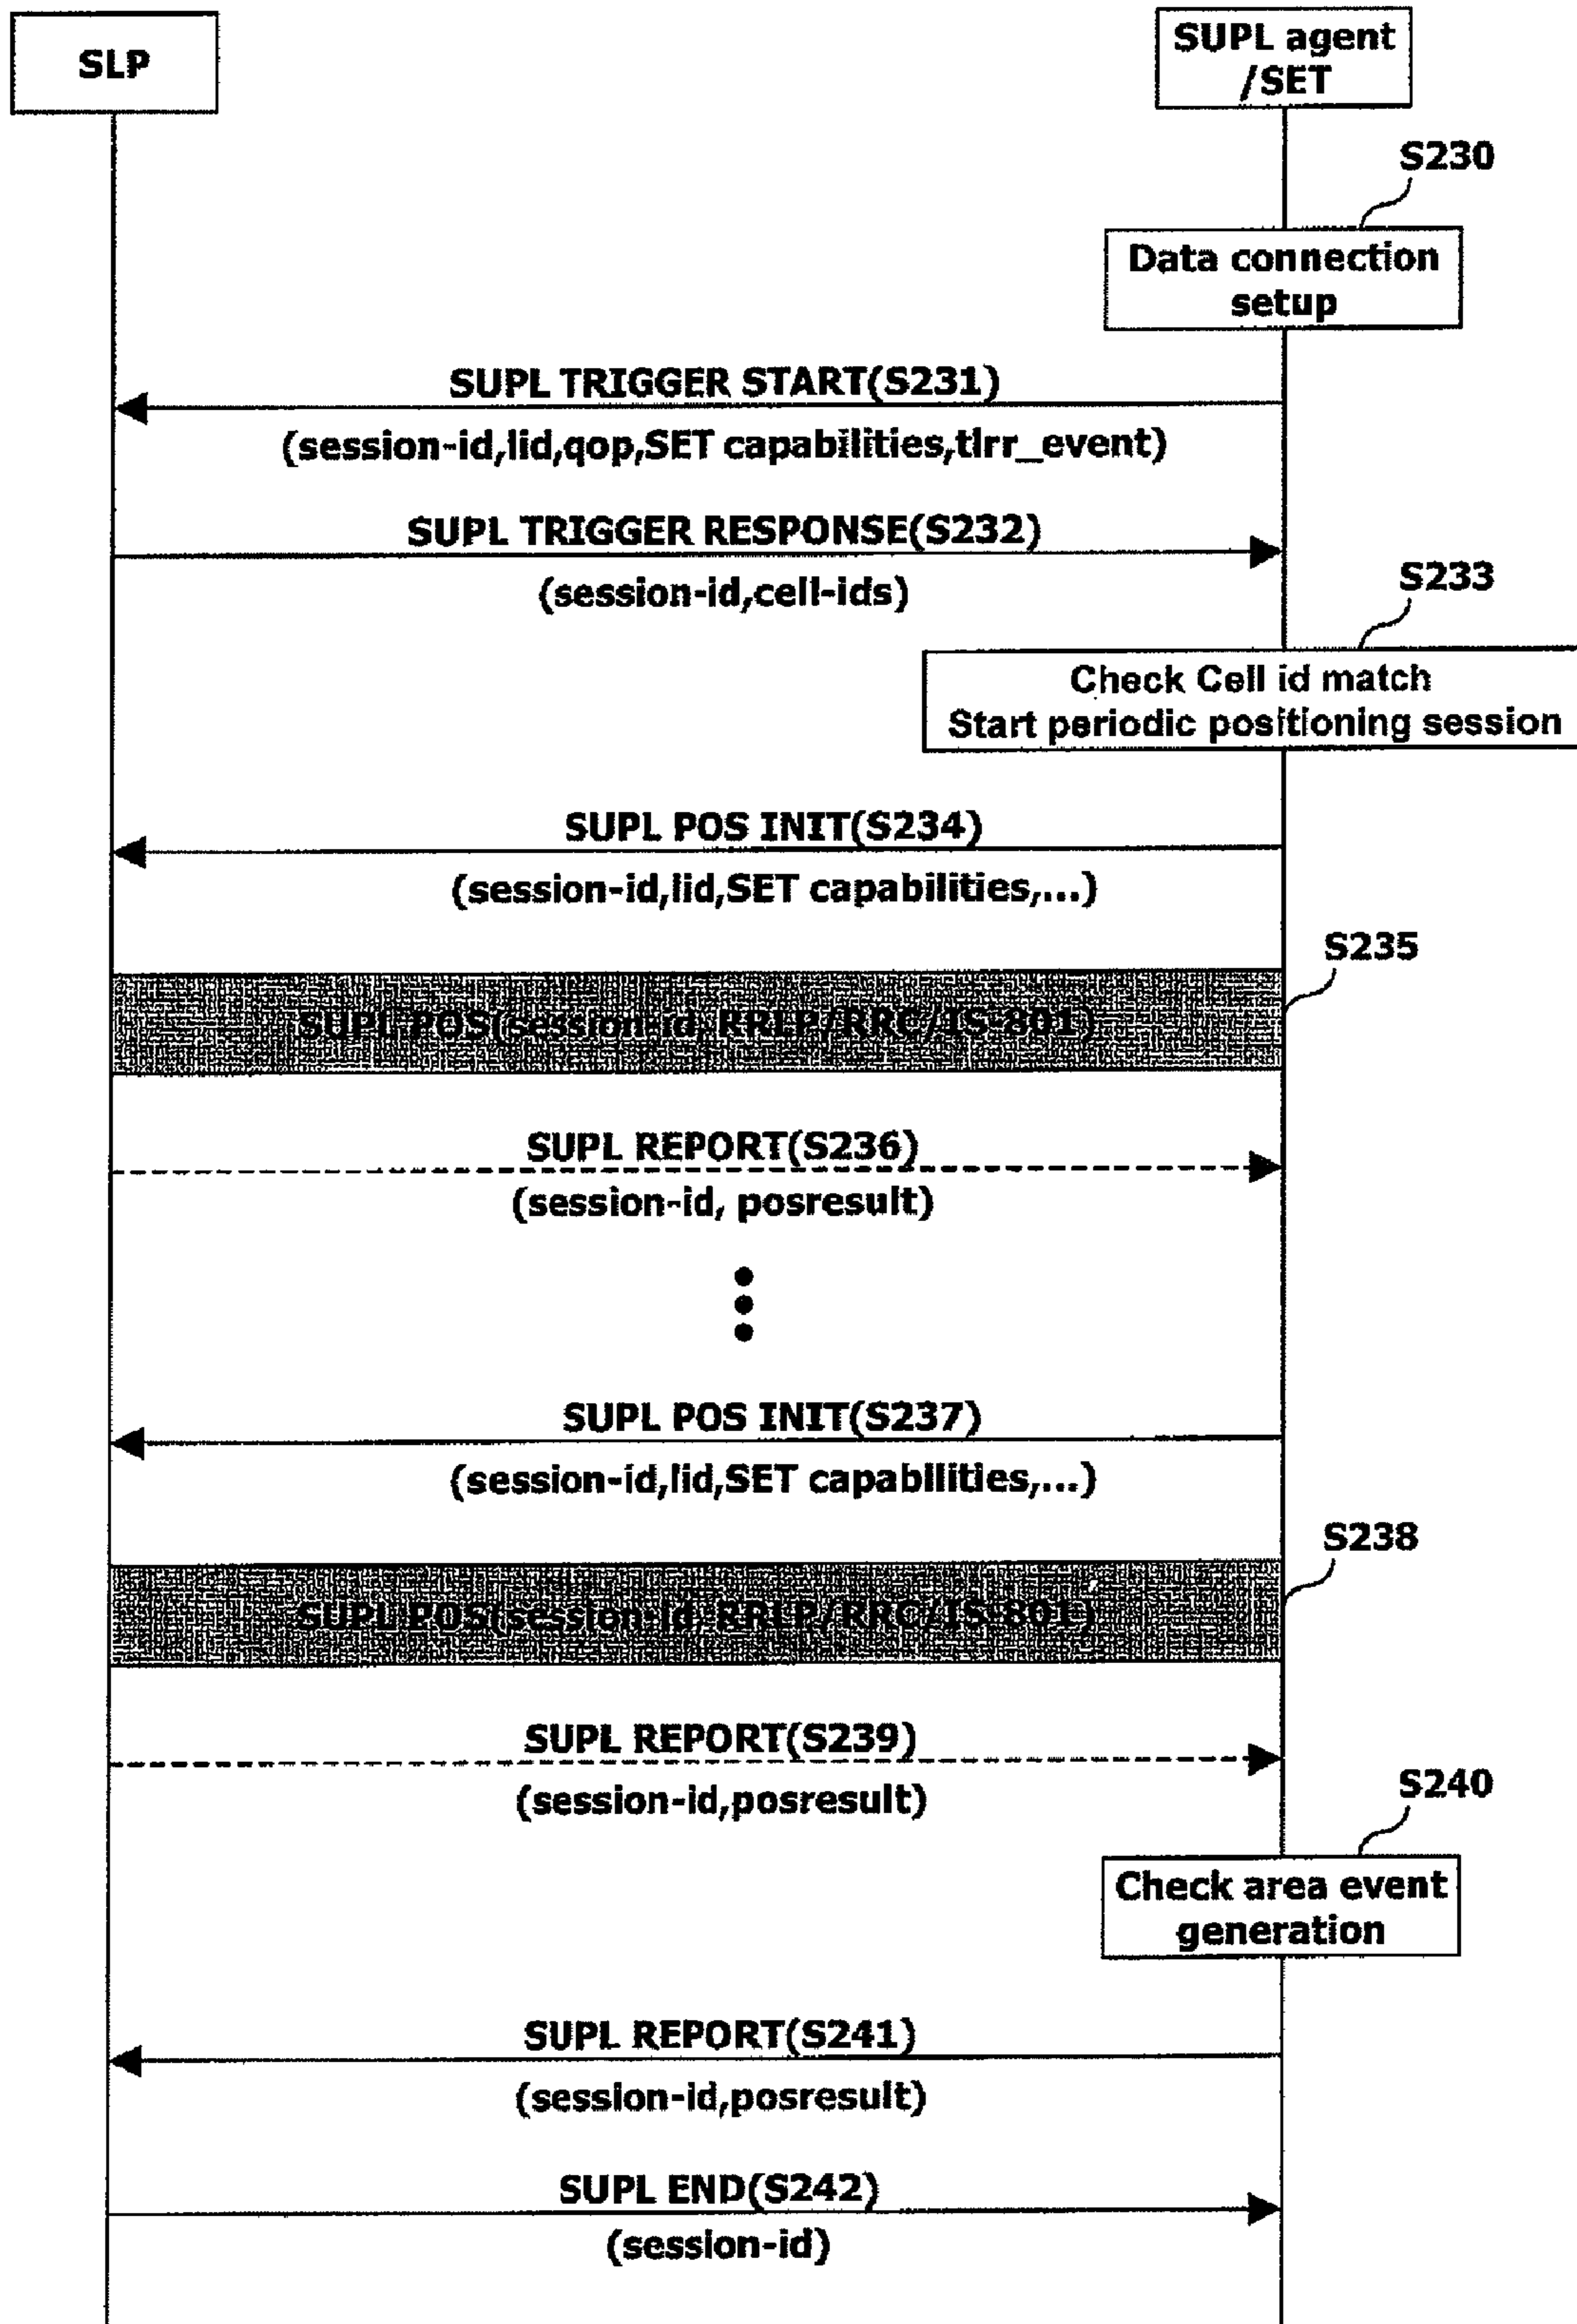 SLP
SUPL agent
/SET
S230
Data connection
setup
SUPL TRIGGER START(S231)
(session-id,lid,qop,SET capabilities,tlrr_event)
SUPL TRIGGER RESPONSE(S232)
(session-id,cell-ids)
S233
Check Cell id match
Start periodic positioning session
SUPL POS INIT(S234)
(session-id,lid,SET capabilities,...)
S235
SUPL POS(session-id, RRLP/RRC/IS-801)
SUPL REPORT(S236)
(session-id, posresult)
SUPL POS INIT(S237)
(session-id,lid,SET capabilities,...)
S238
SUPL POS(session-id, RRLP/RRC/IS-801)
SUPL REPORT(S239)
(session-id,posresult)
S240
Check area event
generation
SUPL REPORT(S241)
(session-id,posresult)
SUPL END(S242)
(session-id)